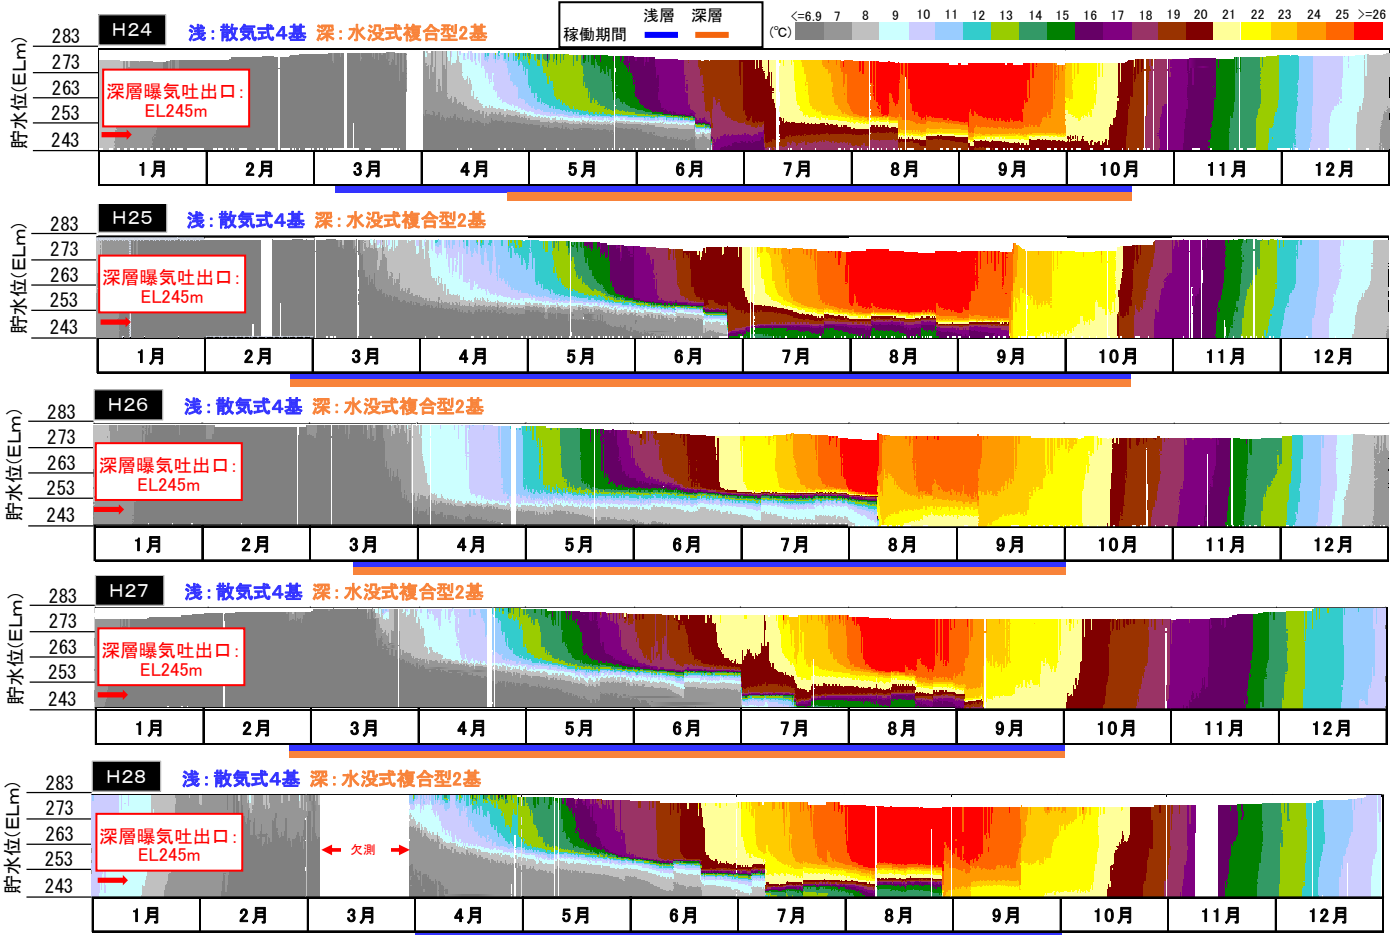 浅層 深層
稼働期間
(℃) <=6.9 7 8 9 10 11 12 13 14 15 16 17 18 19 20 21 22 23 24 25 >=26
H24 浅：散気式4基 深：水没式複合型2基
貯水位(ELm)
283
273
263
253
243
深層曝気吐出口：
EL245m
1月 2月 3月 4月 5月 6月 7月 8月 9月 10月 11月 12月
H25 浅：散気式4基 深：水没式複合型2基
貯水位(ELm)
283
273
263
253
243
深層曝気吐出口：
EL245m
1月 2月 3月 4月 5月 6月 7月 8月 9月 10月 11月 12月
H26 浅：散気式4基 深：水没式複合型2基
貯水位(ELm)
283
273
263
253
243
深層曝気吐出口：
EL245m
1月 2月 3月 4月 5月 6月 7月 8月 9月 10月 11月 12月
H27 浅：散気式4基 深：水没式複合型2基
貯水位(ELm)
283
273
263
253
243
深層曝気吐出口：
EL245m
1月 2月 3月 4月 5月 6月 7月 8月 9月 10月 11月 12月
H28 浅：散気式4基 深：水没式複合型2基
貯水位(ELm)
283
273
263
253
243
深層曝気吐出口：
EL245m
欠測
1月 2月 3月 4月 5月 6月 7月 8月 9月 10月 11月 12月